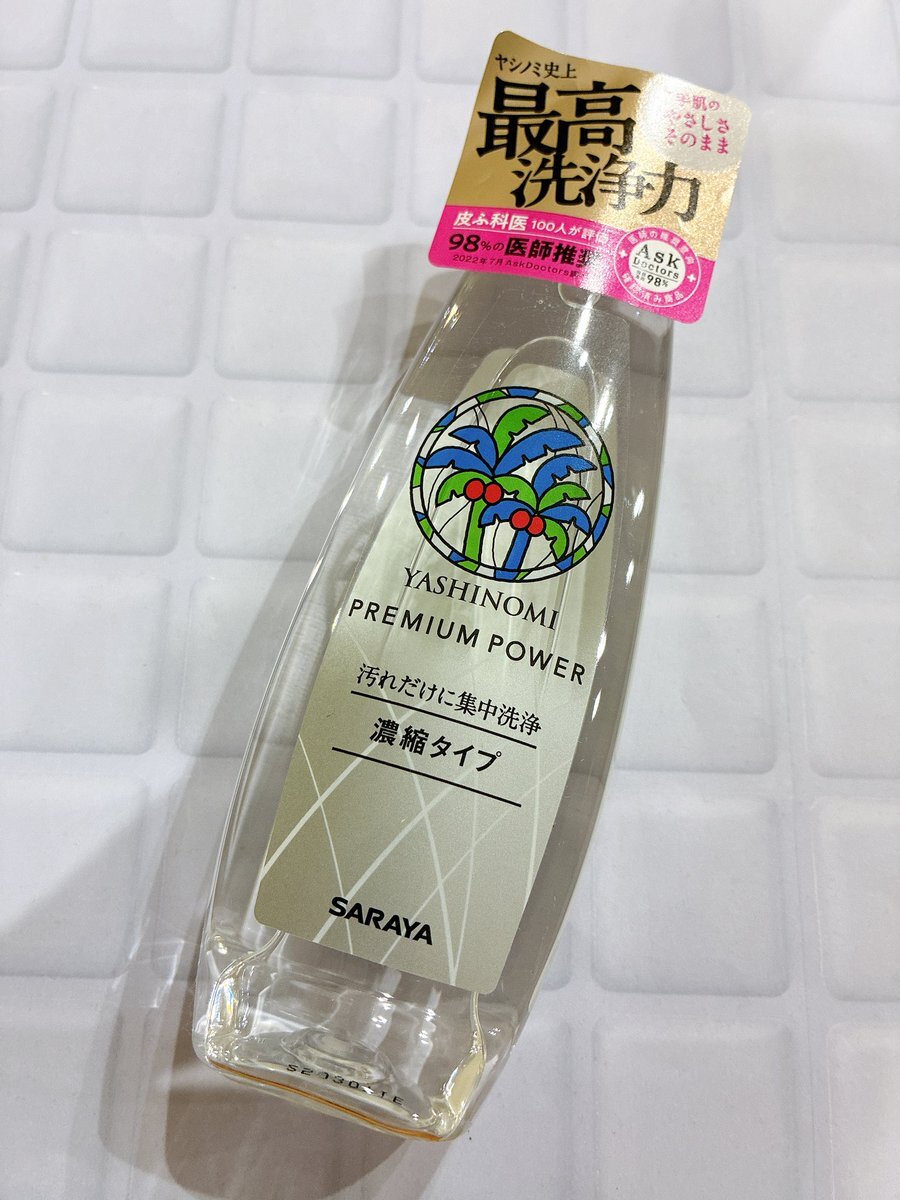 ヤシノミ史上
最高
洗浄力
手肌の
やさしさ
そのまま
皮ふ科医 100人が評価
98%の医師推奨
2022年7月 AskDoctors
Ask
Doctors
98%
YASHINOMI
PREMIUM POWER
汚れだけに集中洗浄
濃縮タイプ
SARAYA